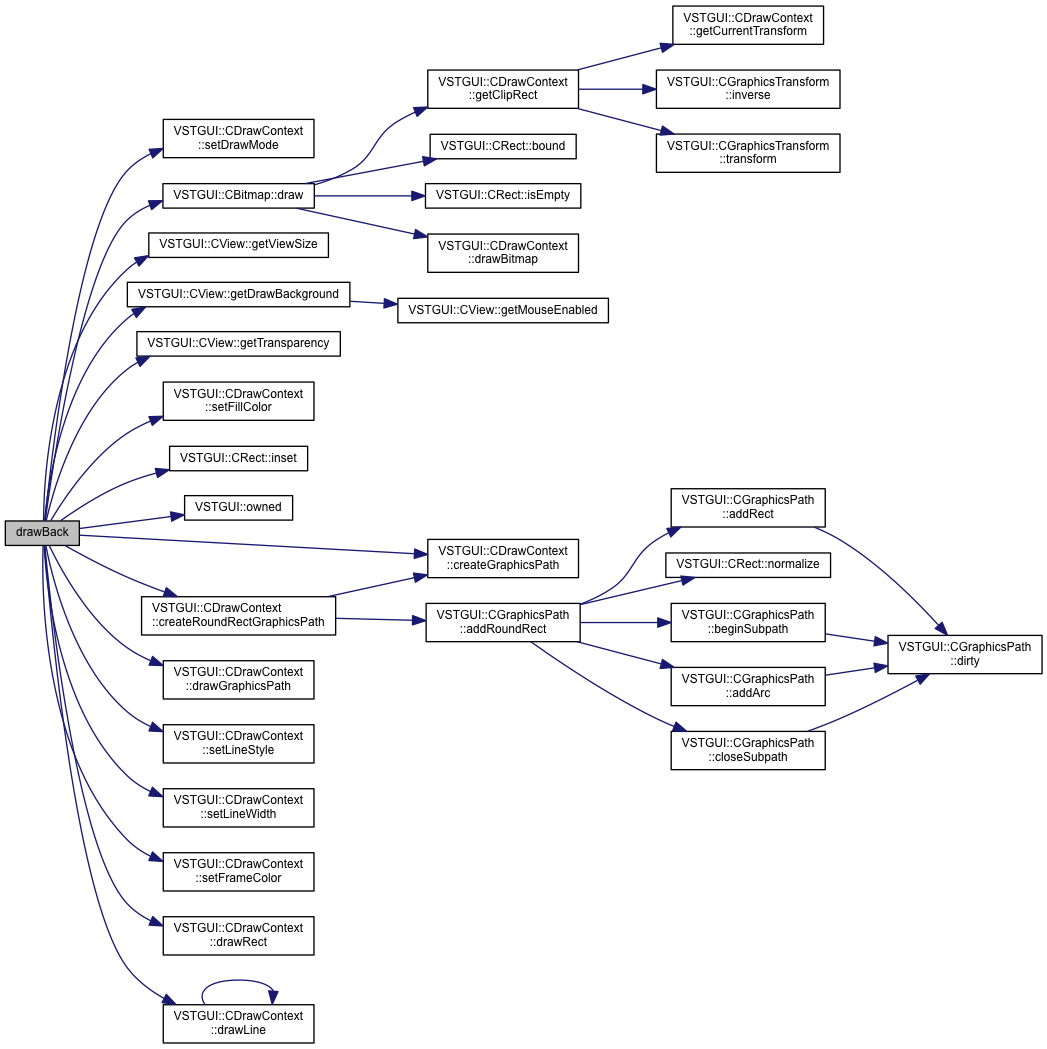 drawBack
VSTGUI::CDrawContext
::setDrawMode
VSTGUI::CBitmap::draw
VSTGUI::CView::getViewSize
VSTGUI::CView::getDrawBackground
VSTGUI::CView::getTransparency
VSTGUI::CDrawContext
::setFillColor
VSTGUI::CRect::inset
VSTGUI::owned
VSTGUI::CDrawContext
::createRoundRectGraphicsPath
VSTGUI::CDrawContext
::drawGraphicsPath
VSTGUI::CDrawContext
::setLineStyle
VSTGUI::CDrawContext
::setLineWidth
VSTGUI::CDrawContext
::setFrameColor
VSTGUI::CDrawContext
::drawRect
VSTGUI::CDrawContext
::drawLine
VSTGUI::CDrawContext
::getClipRect
VSTGUI::CRect::bound
VSTGUI::CRect::isEmpty
VSTGUI::CDrawContext
::drawBitmap
VSTGUI::CView::getMouseEnabled
VSTGUI::CDrawContext
::createGraphicsPath
VSTGUI::CGraphicsPath
::addRoundRect
VSTGUI::CDrawContext
::getCurrentTransform
VSTGUI::CGraphicsTransform
::inverse
VSTGUI::CGraphicsTransform
::transform
VSTGUI::CGraphicsPath
::addRect
VSTGUI::CRect::normalize
VSTGUI::CGraphicsPath
::beginSubpath
VSTGUI::CGraphicsPath
::addArc
VSTGUI::CGraphicsPath
::closeSubpath
VSTGUI::CGraphicsPath
::dirty